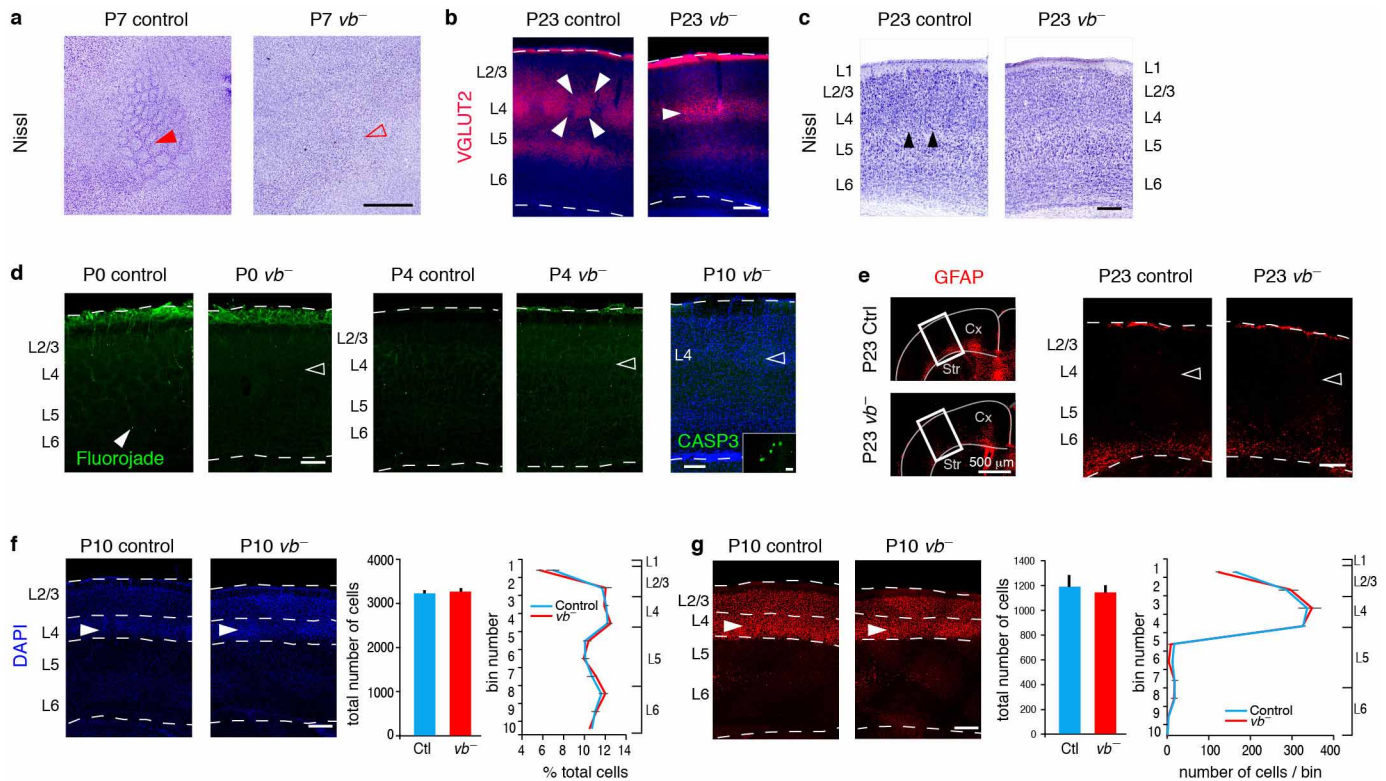 a
P7 control
P7 vb⁻
Nissl
b
P23 control
P23 vb⁻
VGLUT2
L2/3
L4
L5
L6
c
P23 control
P23 vb⁻
Nissl
L1
L2/3
L4
L5
L6
L1
L2/3
L4
L5
L6
d
P0 control
P0 vb⁻
P4 control
P4 vb⁻
P10 vb⁻
L2/3
L4
L5
L6
Fluorojade
L2/3
L4
L5
L6
L4
CASP3
e
GFAP
P23 Ctrl
Cx
Str
P23 vb⁻
Cx
Str
500 μm
P23 control
P23 vb⁻
L2/3
L4
L5
L6
f
P10 control
P10 vb⁻
DAPI
L2/3
L4
L5
L6
total number of cells
4000
3000
2000
1000
0
Ctl
vb⁻
bin number
1
2
3
4
5
6
7
8
9
10
Control
vb⁻
L1
L2/3
L4
L5
L6
4 6 8 10 12 14
% total cells
g
P10 control
P10 vb⁻
L2/3
L4
L5
L6
total number of cells
1400
1200
1000
800
600
400
200
0
Ctl
vb⁻
bin number
1
2
3
4
5
6
7
8
9
10
Control
vb⁻
L1
L2/3
L4
L5
L6
0 100 200 300 400
number of cells / bin